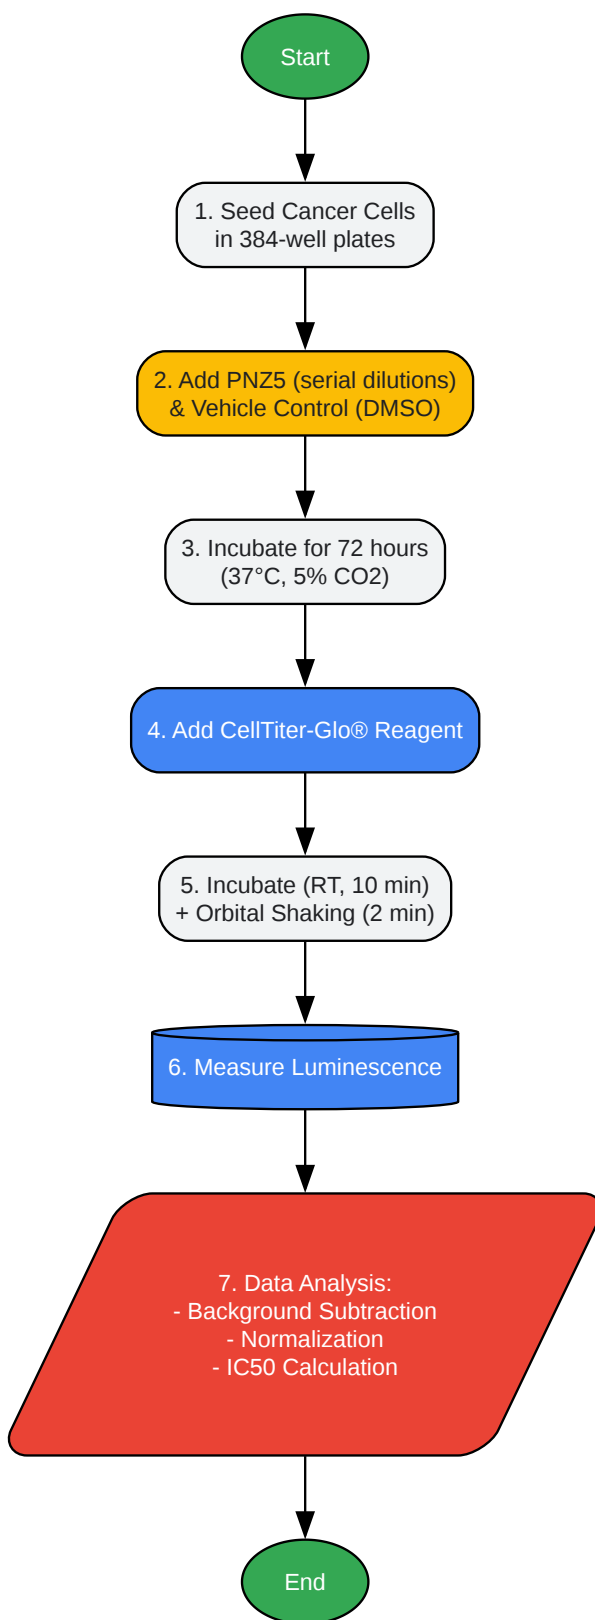 Start
1. Seed Cancer Cells
in 384-well plates
2. Add PNZ5 (serial dilutions)
& Vehicle Control (DMSO)
3. Incubate for 72 hours
(37°C, 5% CO2)
4. Add CellTiter-Glo® Reagent
5. Incubate (RT, 10 min)
+ Orbital Shaking (2 min)
6. Measure Luminescence
7. Data Analysis:
- Background Subtraction
- Normalization
- IC50 Calculation
End